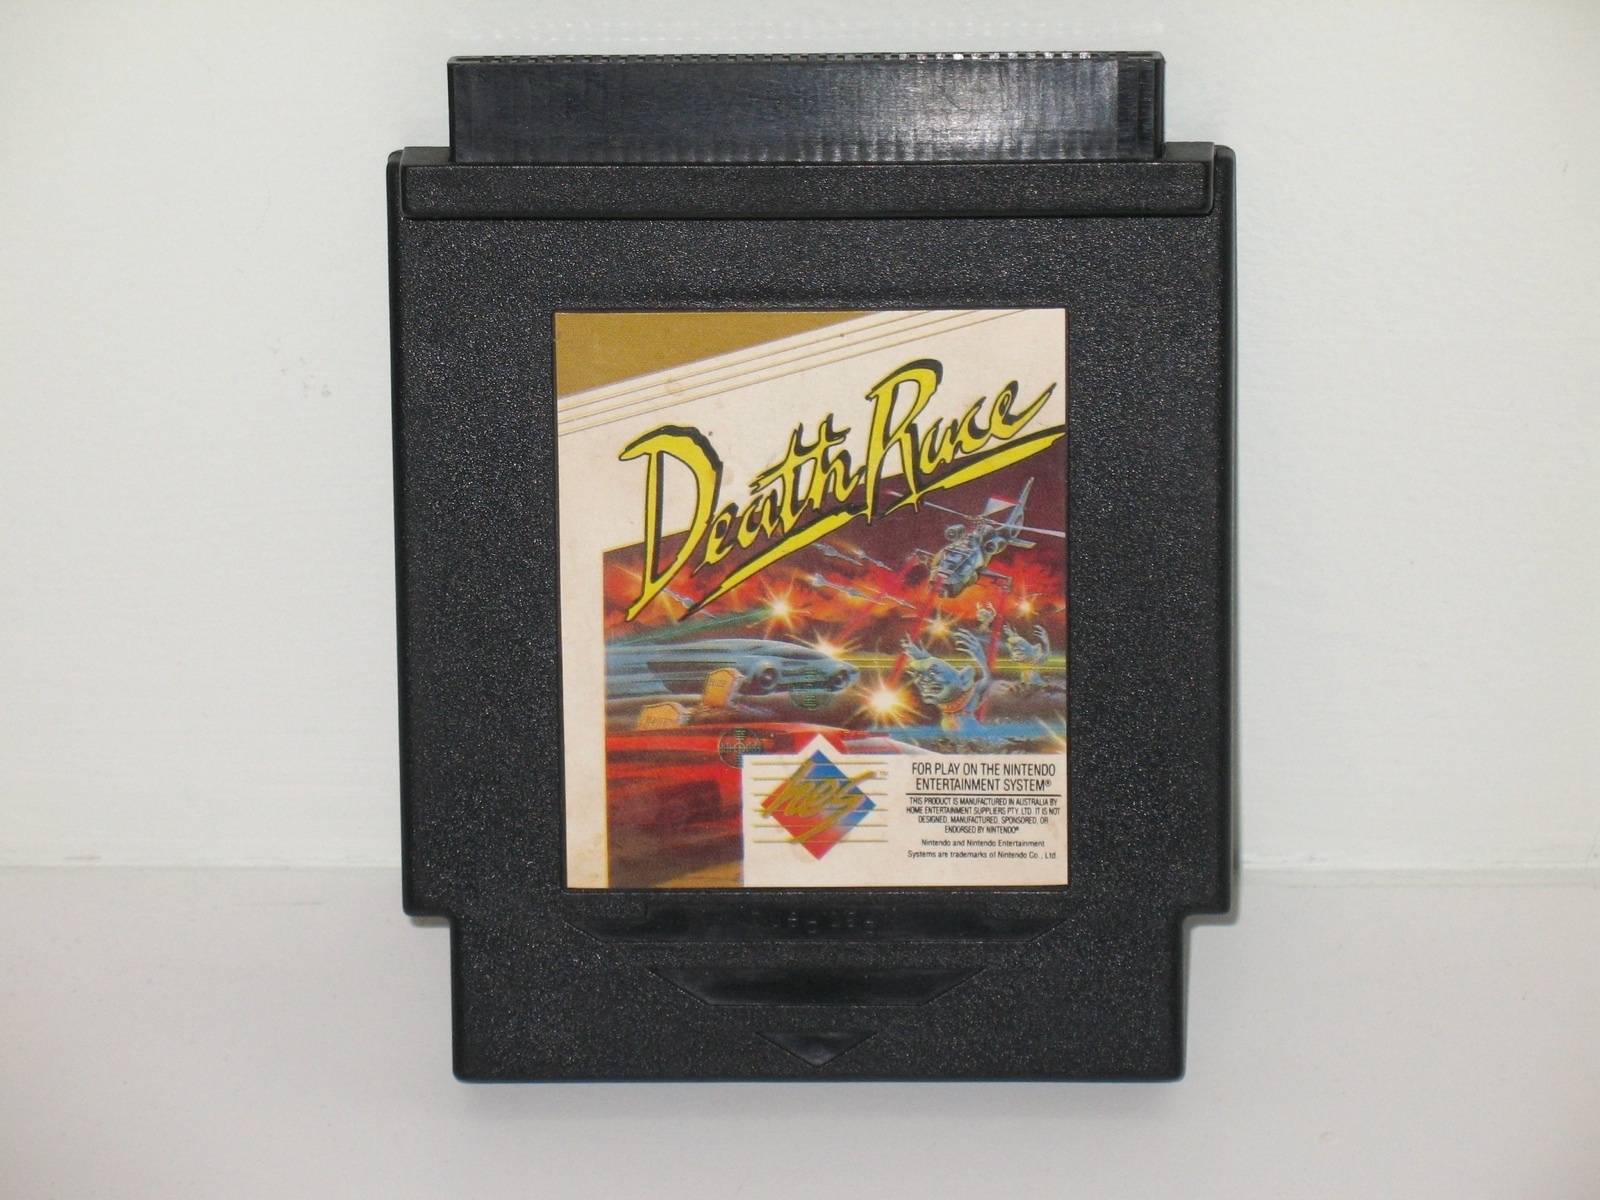 Death Race
hes TM
FOR PLAY ON THE NINTENDO
ENTERTAINMENT SYSTEM®
THIS PRODUCT IS MANUFACTURED IN AUSTRALIA BY
HOME ENTERTAINMENT SUPPLIERS PTY. LTD. IT IS NOT
DESIGNED, MANUFACTURED, SPONSORED, OR
ENDORSED BY NINTENDO®
Nintendo and Nintendo Entertainment
Systems are trademarks of Nintendo Co., Ltd.